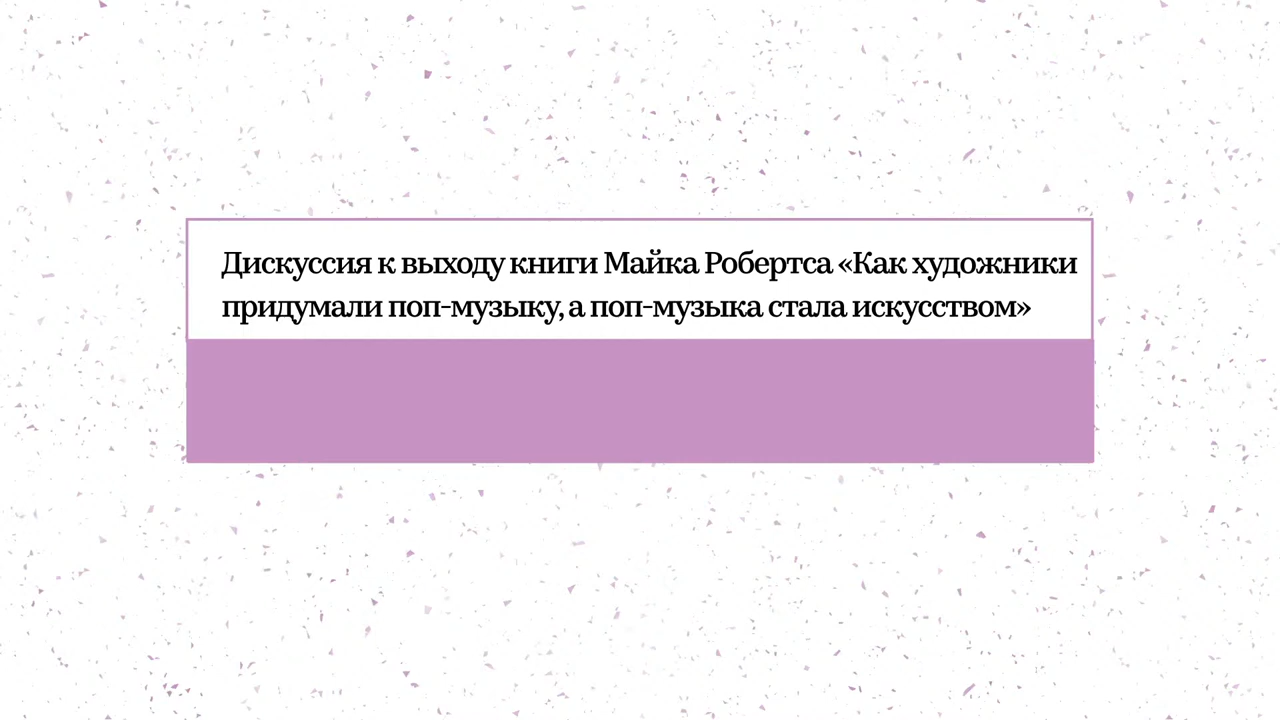 Дискуссия к выходу книги Майка Робертса «Как художники
придумали поп-музыку, а поп-музыка стала искусством»